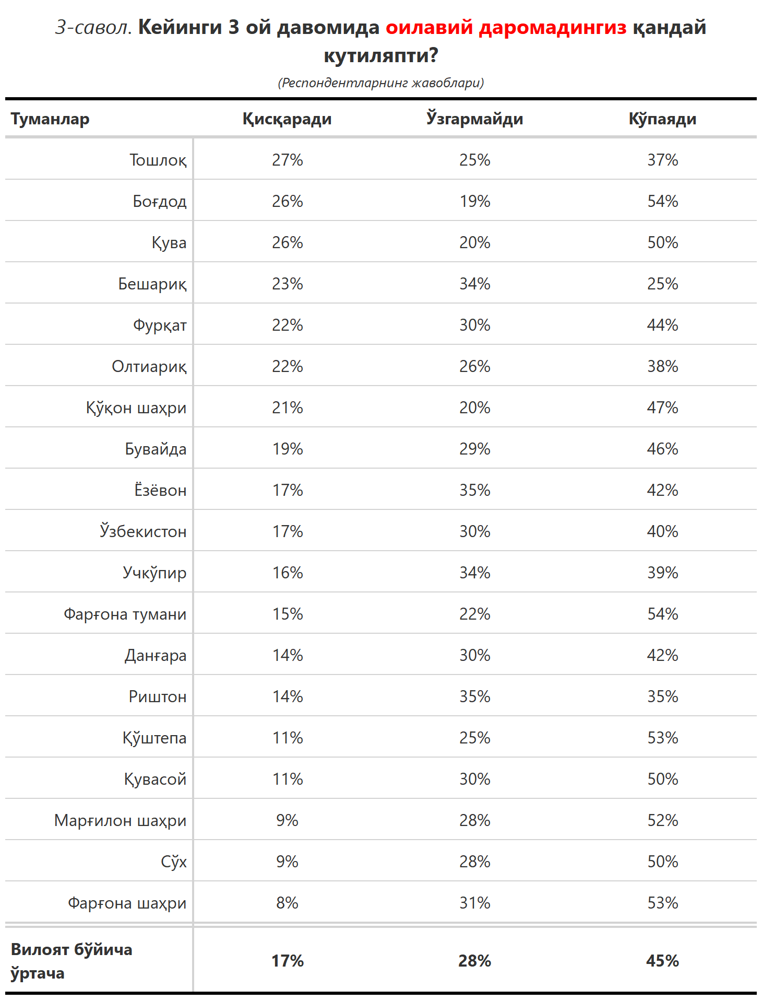 3-савол. Кейинги 3 ой давомида оилавий даромадингиз қандай
кутиляпти?
(Респондентларнинг жавоблари)
Туманлар Қисқаради Ўзгармайди Кўпаяди
Тошлоқ 27% 25% 37%
Боғдод 26% 19% 54%
Қува 26% 20% 50%
Бешариқ 23% 34% 25%
Фурқат 22% 30% 44%
Олтиариқ 22% 26% 38%
Қўқон шаҳри 21% 20% 47%
Бувайда 19% 29% 46%
Ёзёвон 17% 35% 42%
Ўзбекистон 17% 30% 40%
Учкўпир 16% 34% 39%
Фарғона тумани 15% 22% 54%
Данғара 14% 30% 42%
Риштон 14% 35% 35%
Қўштепа 11% 25% 53%
Қувасой 11% 30% 50%
Марғилон шаҳри 9% 28% 52%
Сўх 9% 28% 50%
Фарғона шаҳри 8% 31% 53%
Вилоят бўйича
ўртача 17% 28% 45%